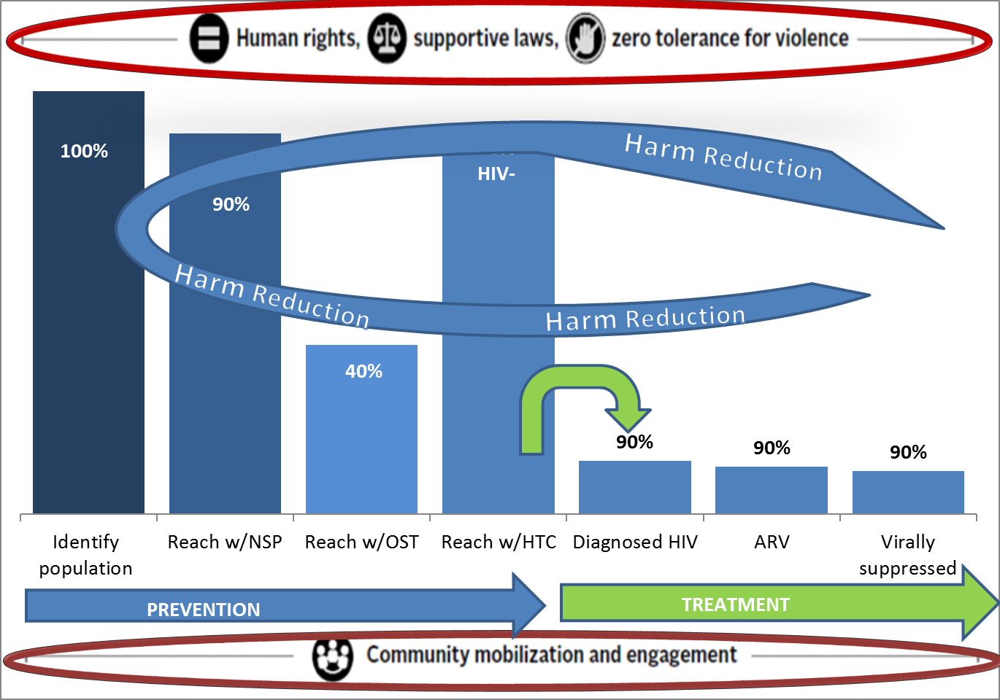 Human rights, supportive laws, zero tolerance for violence
100%
90%
HIV-
Harm Reduction
Harm Reduction
Harm Reduction
40%
90%
90%
90%
Identify population
Reach w/NSP
Reach w/OST
Reach w/HTC
Diagnosed HIV
ARV
Virally suppressed
PREVENTION
TREATMENT
Community mobilization and engagement